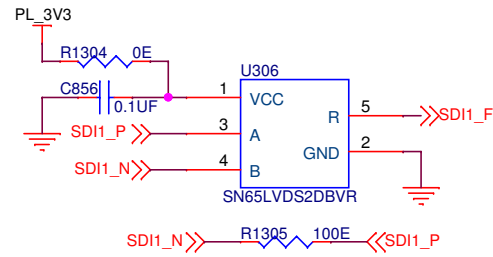 PL_3V3
R1304 0E
U306
C856
0.1UF
1 VCC
SDI1_P 3 A
R 5 SDI1_F
SDI1_N 4 B
GND 2
SN65LVDS2DBVR
SDI1_N R1305 100E SDI1_P